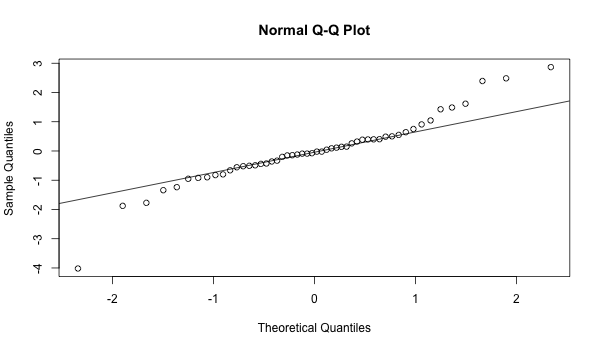 Normal Q-Q Plot
3
2
1
0
-1
-2
-3
-4
Sample Quantiles
-2 -1 0 1 2
Theoretical Quantiles